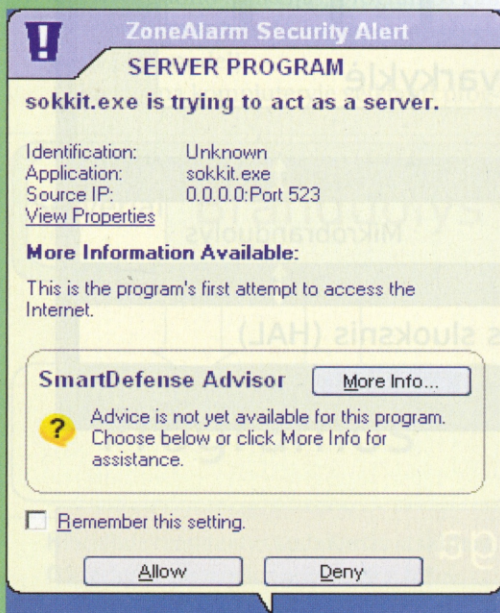 ZoneAlarm Security Alert
SERVER PROGRAM
sokkit.exe is trying to act as a server.
Identification: Unknown
Application: sokkit.exe
Source IP: 0.0.0.0:Port 523
View Properties
More Information Available:
This is the program's first attempt to access the
Internet.
SmartDefense Advisor
More Info...
Advice is not yet available for this program.
Choose below or click More Info for
assistance.
Remember this setting.
Allow
Deny